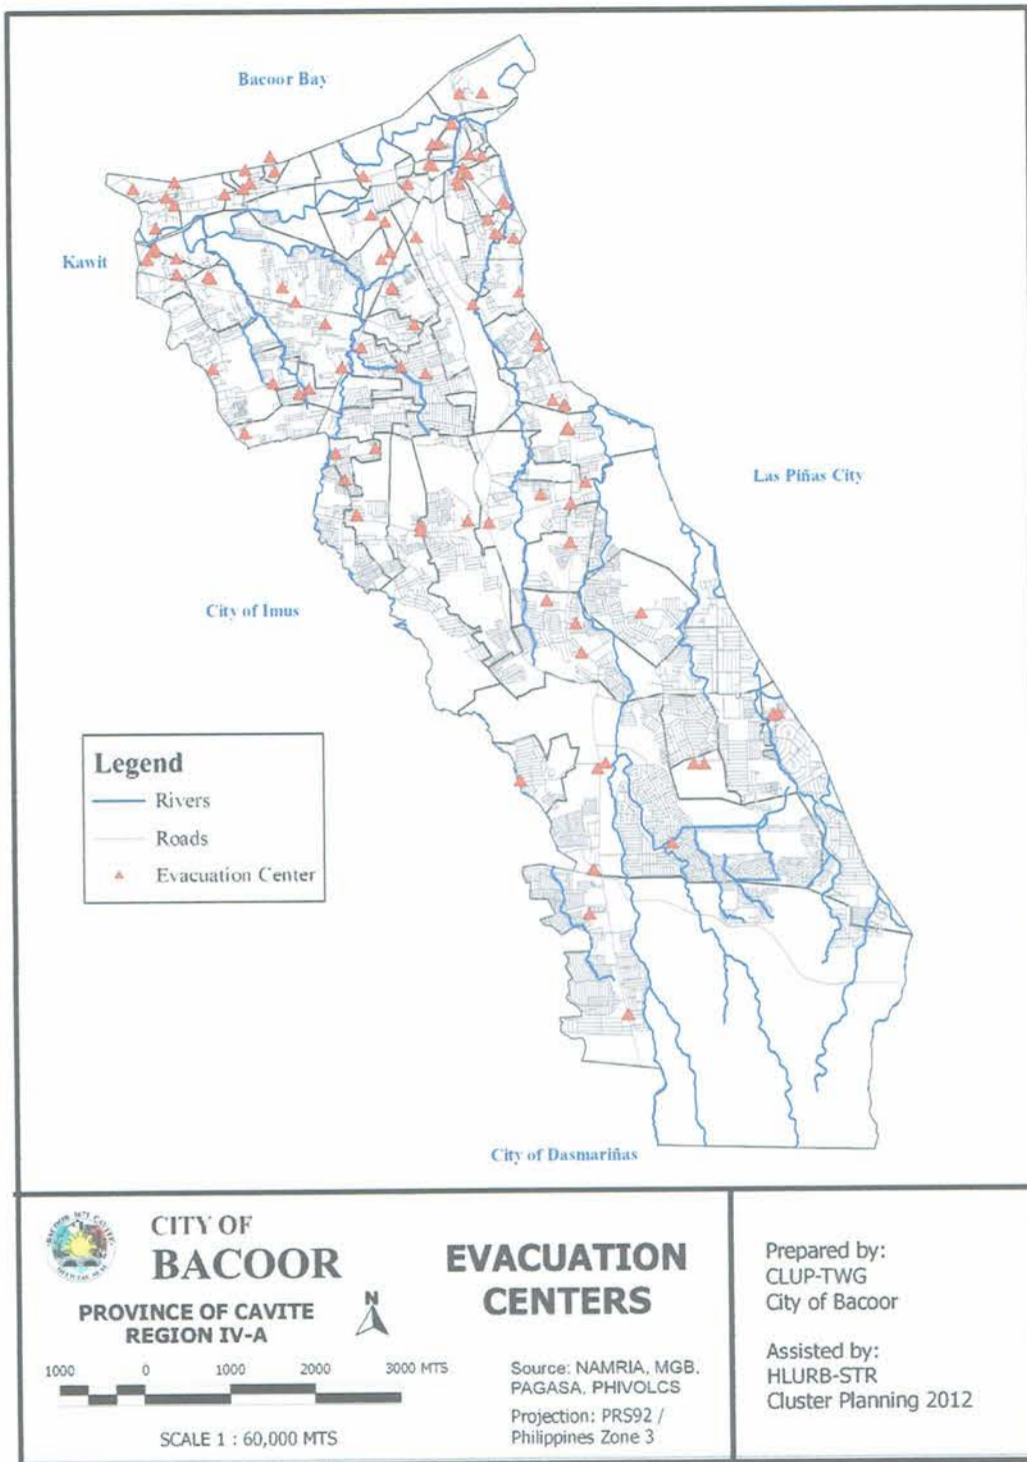 Bacoor Bay
Kawit
Las Piñas City
City of Imus
Legend
Rivers
Roads
Evacuation Center
City of Dasmariñas
CITY OF
BACOOR
PROVINCE OF CAVITE
REGION IV-A
N
1000 0 1000 2000 3000 MTS
SCALE 1 : 60,000 MTS
EVACUATION
CENTERS
Source: NAMRIA, MGB,
PAGASA, PHIVOLCS
Projection: PRS92 /
Philippines Zone 3
Prepared by:
CLUP-TWG
City of Bacoor
Assisted by:
HLURB-STR
Cluster Planning 2012